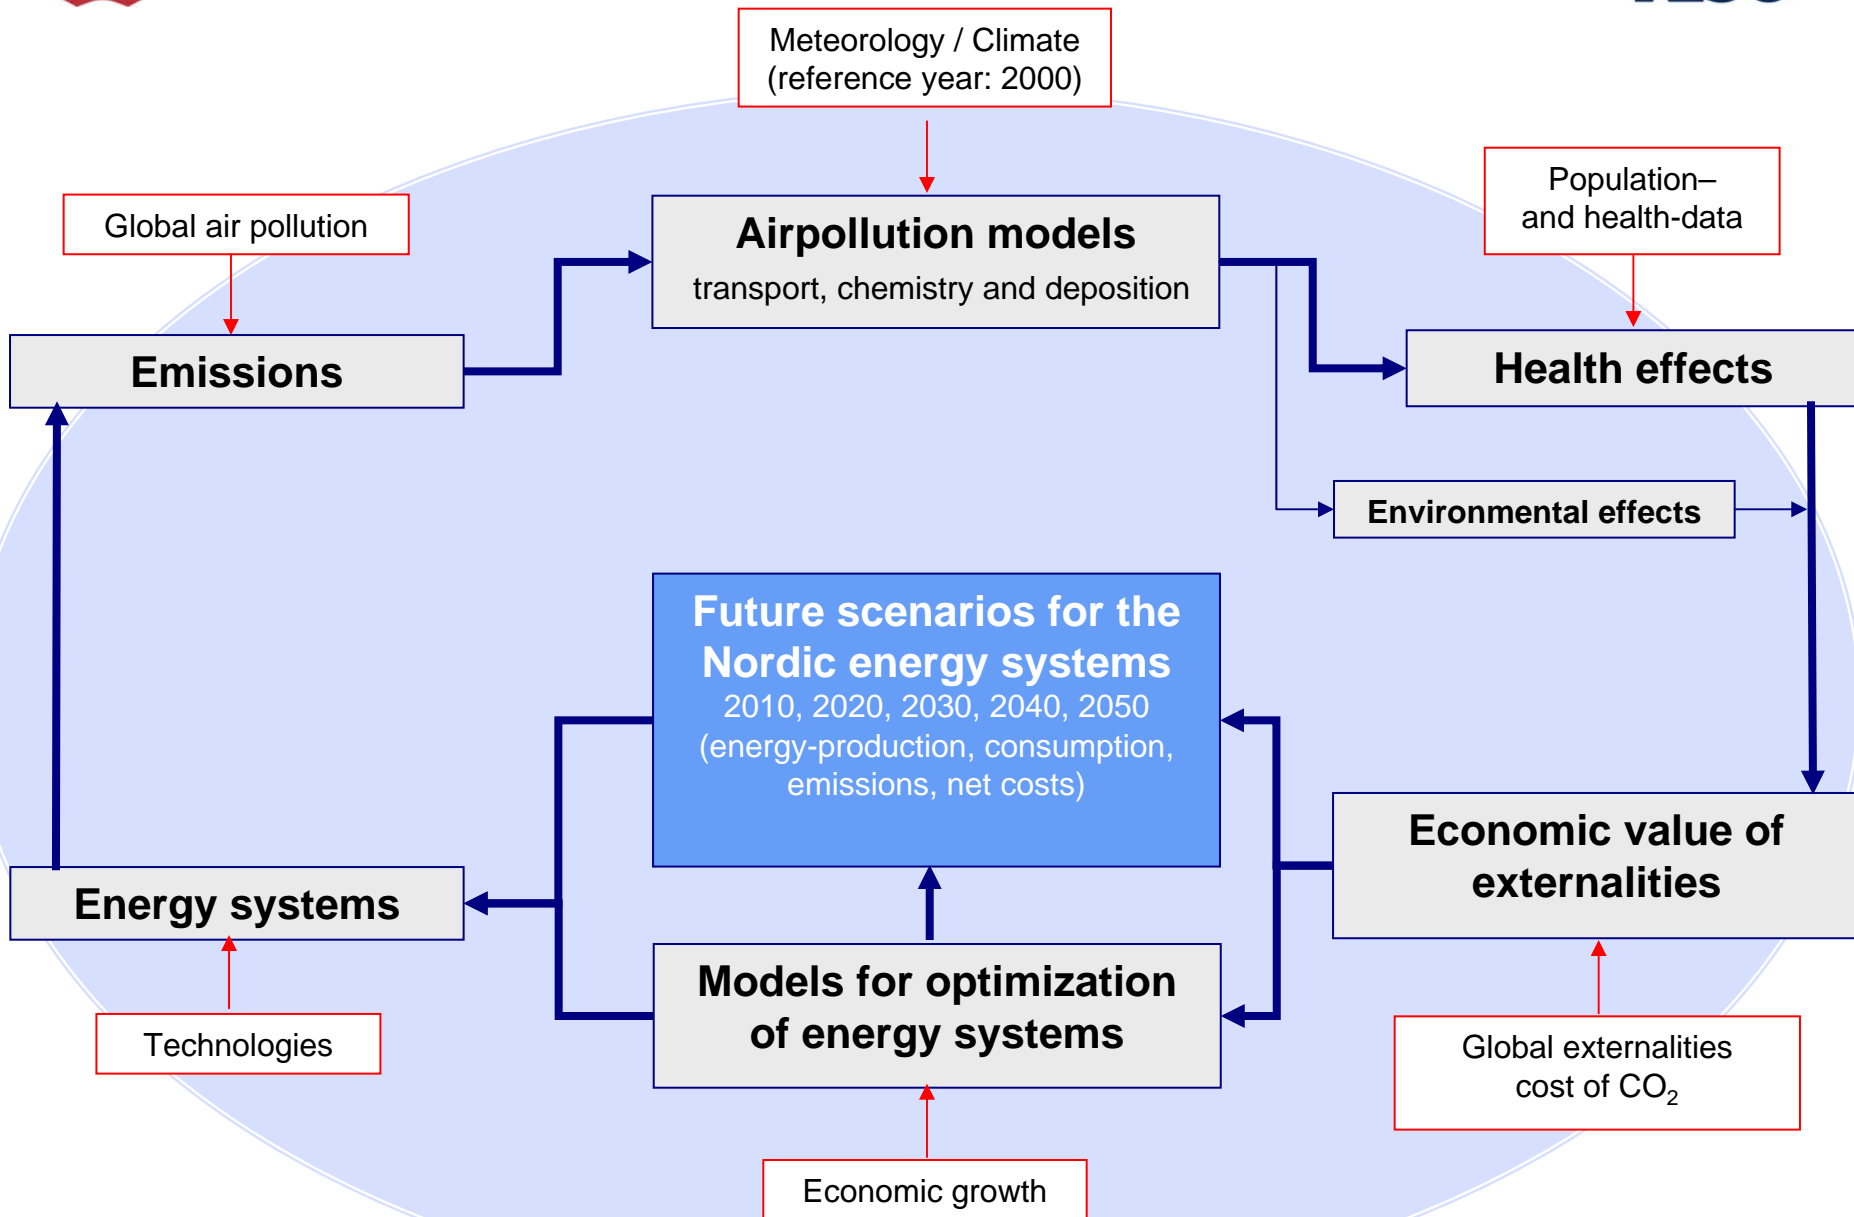 Meteorology / Climate
(reference year: 2000)
Population–
and health-data
Global air pollution
Airpollution models
transport, chemistry and deposition
Emissions
Health effects
Environmental effects
Future scenarios for the
Nordic energy systems
2010, 2020, 2030, 2040, 2050
(energy-production, consumption,
emissions, net costs)
Economic value of
externalities
Energy systems
Models for optimization
of energy systems
Technologies
Global externalities
cost of CO₂
Economic growth